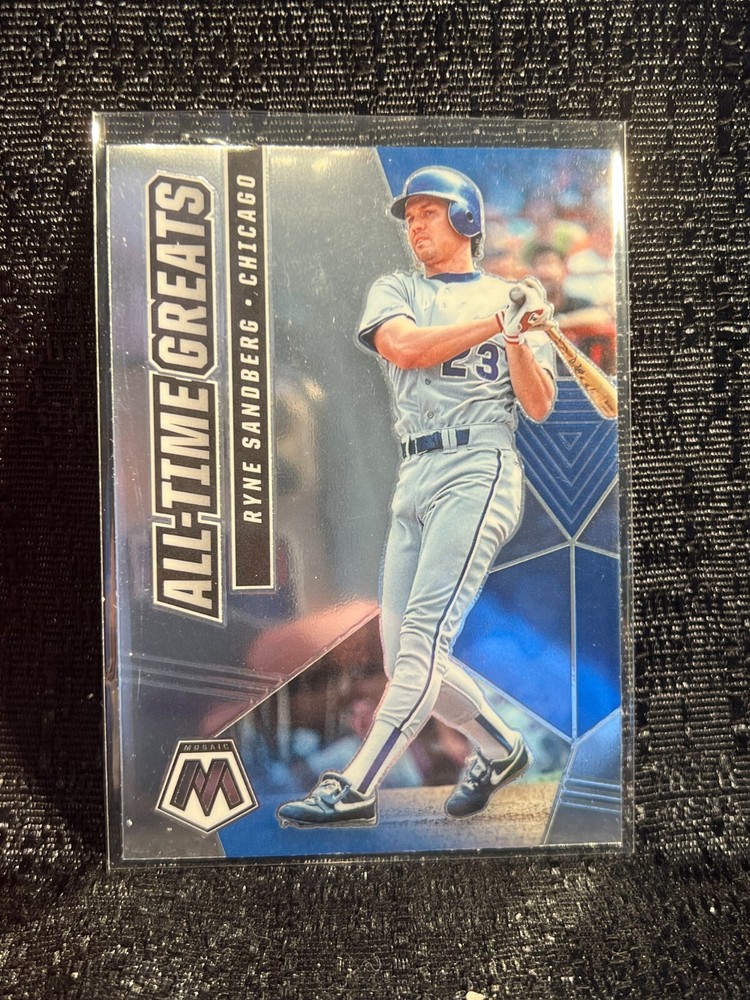 ALL-TIME GREATS
RYNE SANDBERG • CHICAGO
23
MOSAIC
M